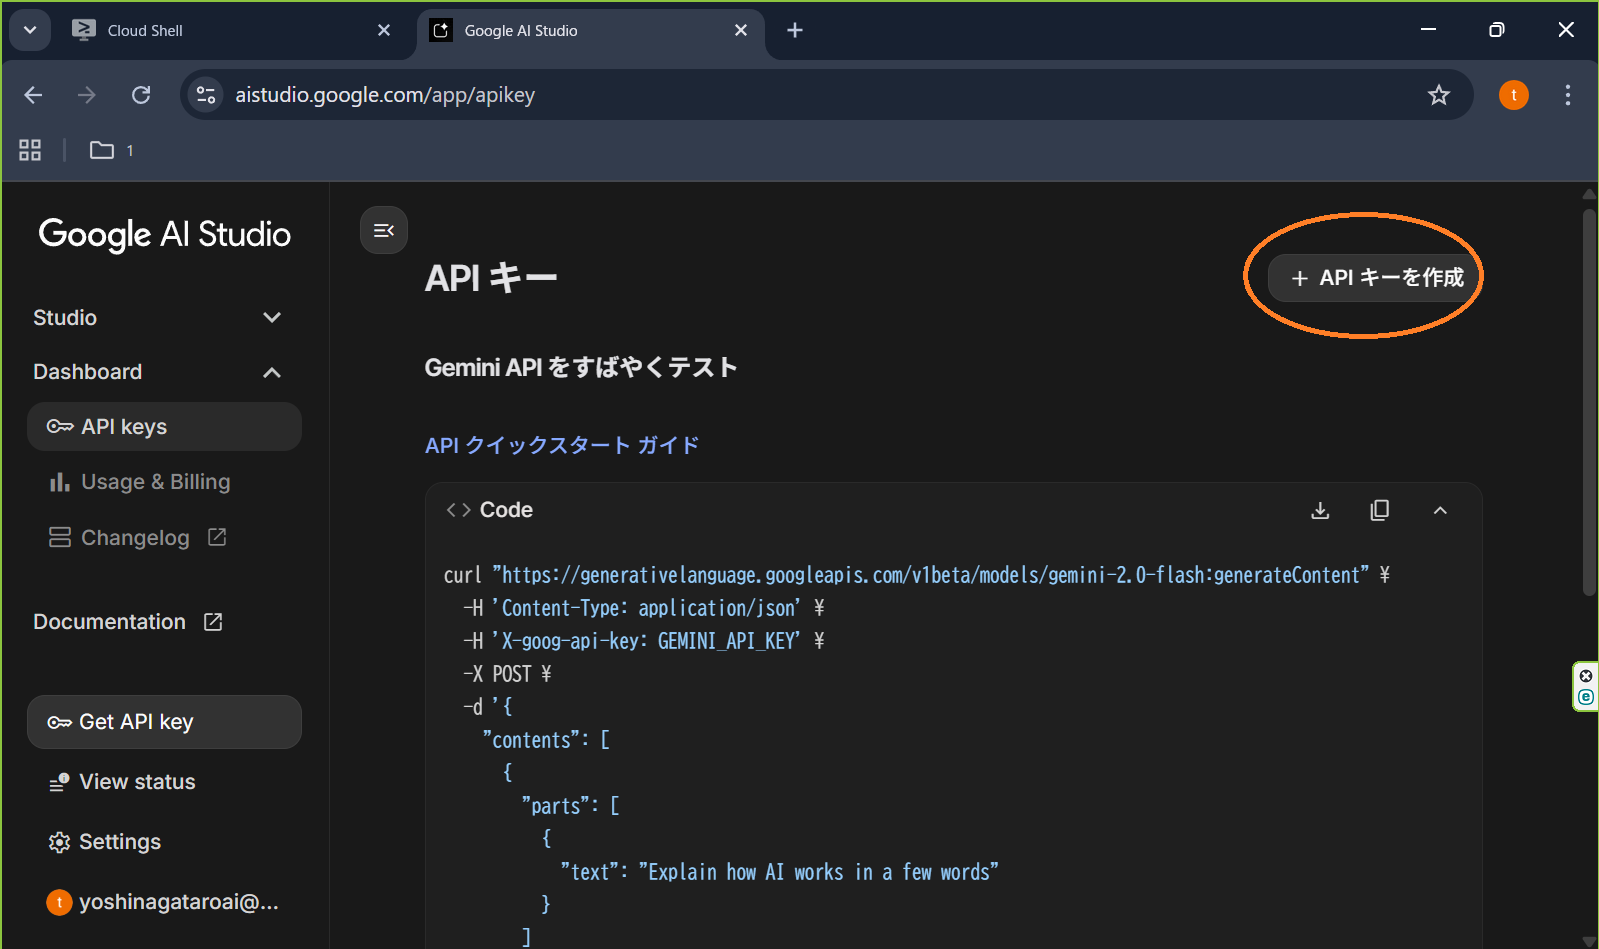 Cloud Shell
Google AI Studio
aistudio.google.com/app/apikey
t
1
Google AI Studio
Studio
Dashboard
API keys
Usage & Billing
Changelog
Documentation
Get API key
View status
Settings
t yoshinagataroai@...
API キー
+ API キーを作成
Gemini API をすばやくテスト
API クイックスタート ガイド
<> Code
curl "https://generativelanguage.googleapis.com/v1beta/models/gemini-2.0-flash:generateContent" ¥
-H 'Content-Type: application/json' ¥
-H 'X-goog-api-key: GEMINI_API_KEY' ¥
-X POST ¥
-d '{
"contents": [
{
"parts": [
{
"text": "Explain how AI works in a few words"
}
]
e